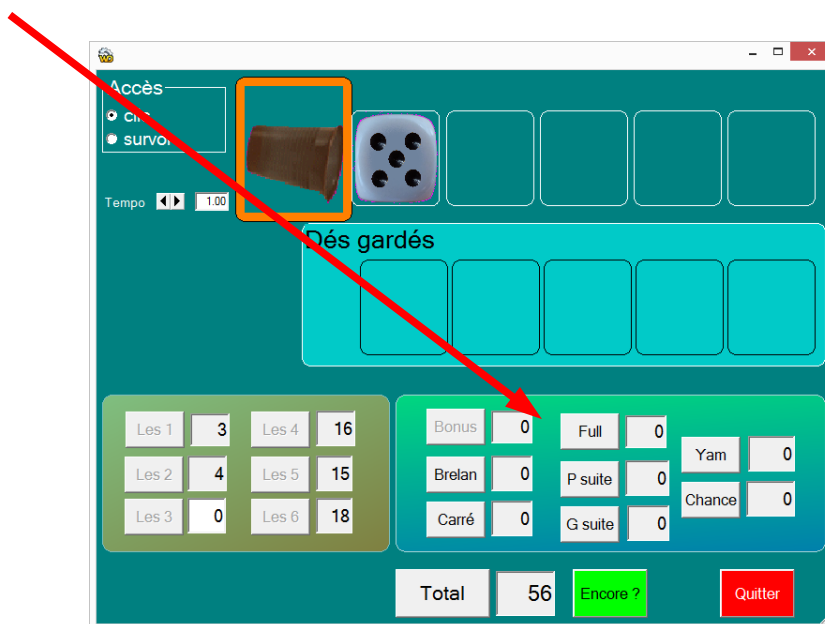 Accès
clic
survol
Tempo 1.00
Dés gardés
Les 1 3 Les 4 16
Les 2 4 Les 5 15
Les 3 0 Les 6 18
Bonus 0 Full 0
Yam 0
Brelan 0 P suite 0
Chance 0
Carré 0 G suite 0
Total 56 Encore ? Quitter